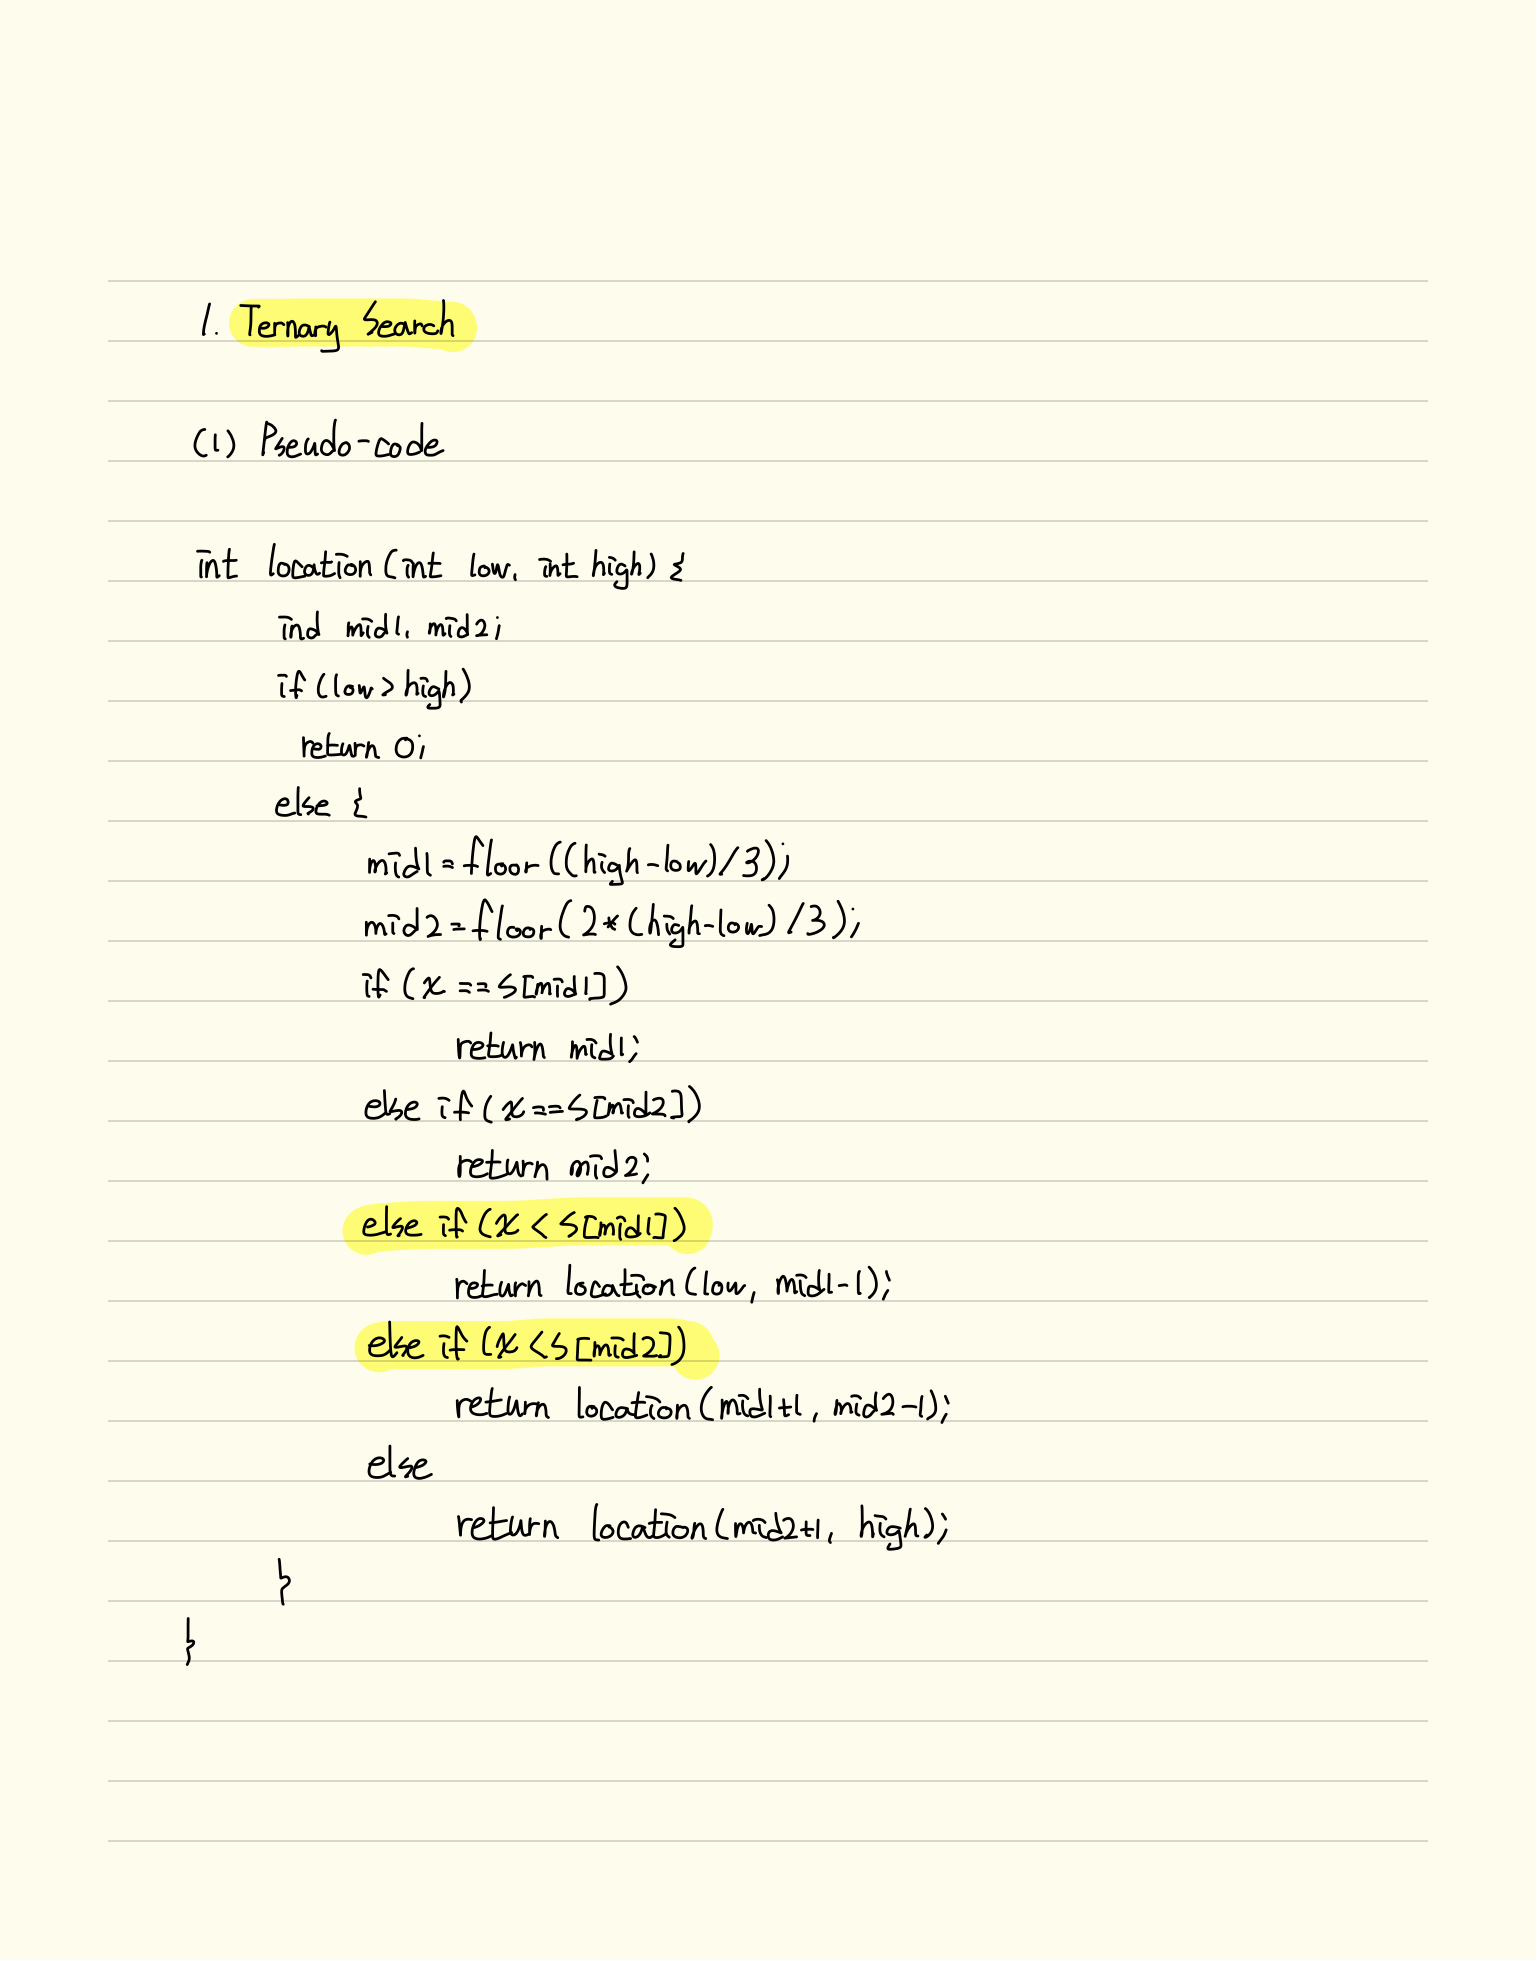 1. Ternary Search
(1) Pseudo-code
int location(int low, int high) {
ind mid1, mid2;
if (low > high)
return 0;
else {
mid1 = floor((high-low)/3);
mid2 = floor(2*(high-low)/3);
if (x == S[mid1])
return mid1;
else if (x == S[mid2])
return mid2;
else if (x < S[mid1])
return location(low, mid1-1);
else if (x < S[mid2])
return location(mid1+1, mid2-1);
else
return location(mid2+1, high);
}
}